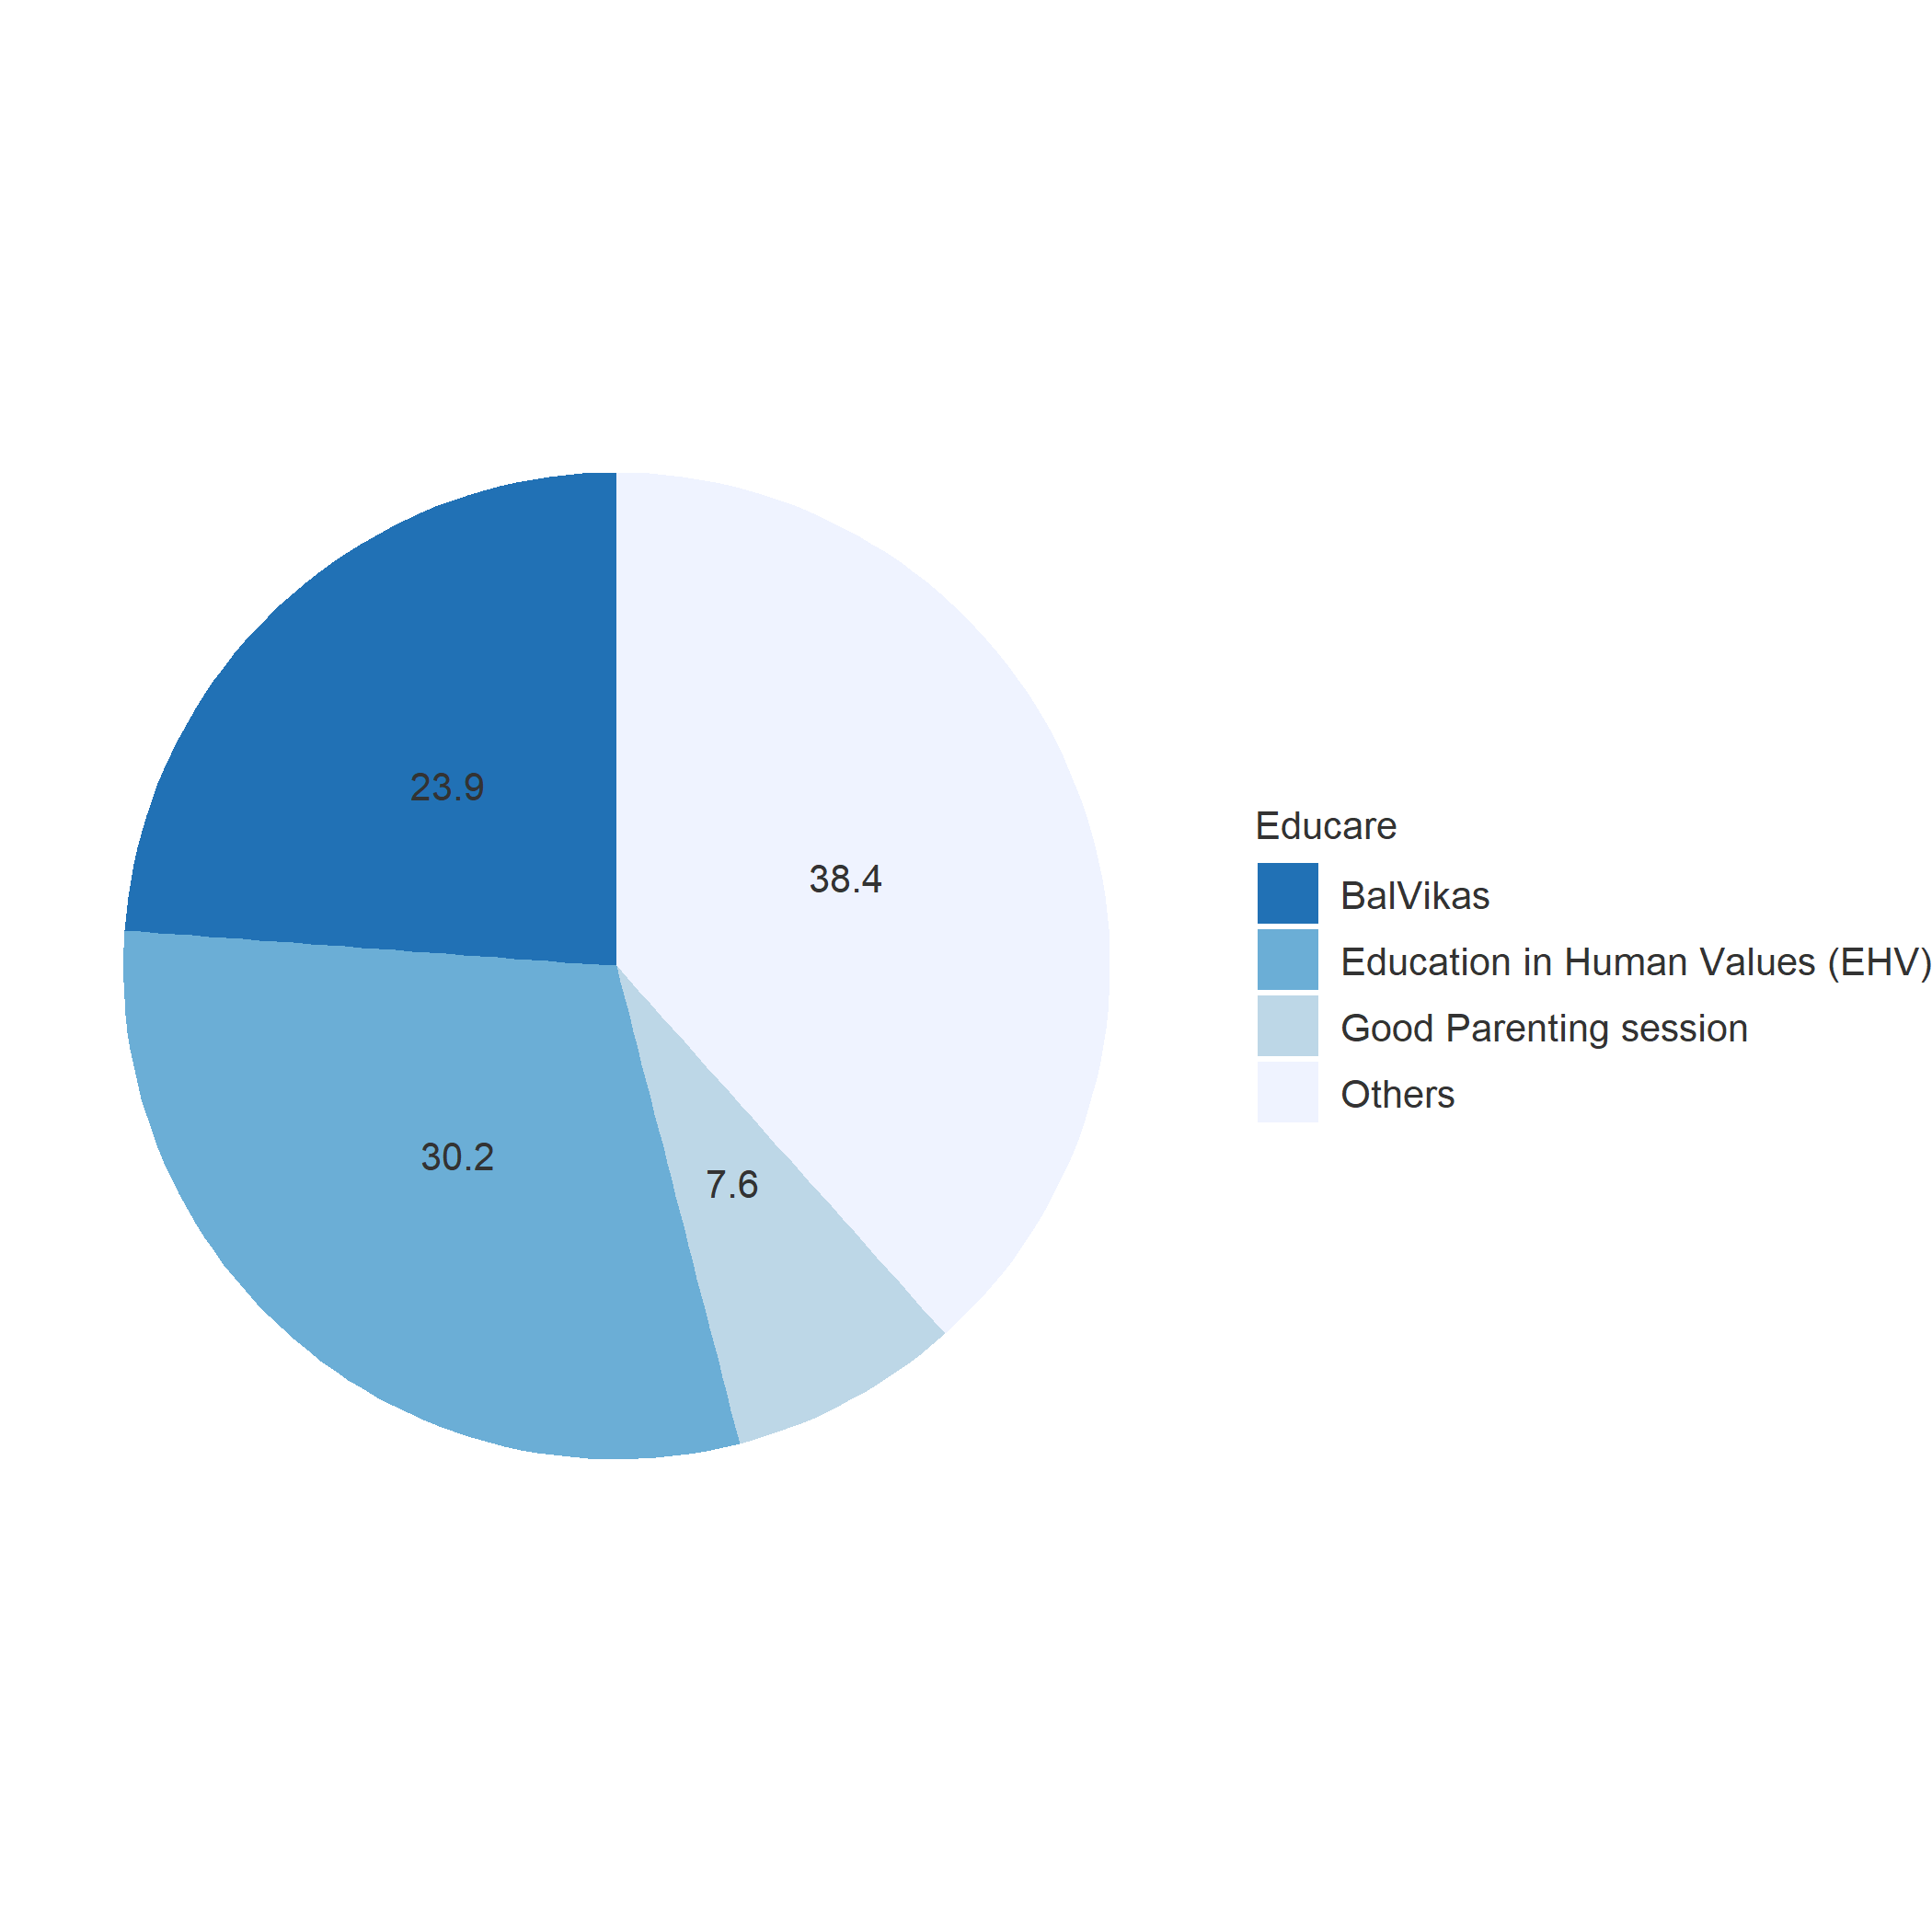 23.9
38.4
30.2
7.6
Educare
BalVikas
Education in Human Values (EHV)
Good Parenting session
Others